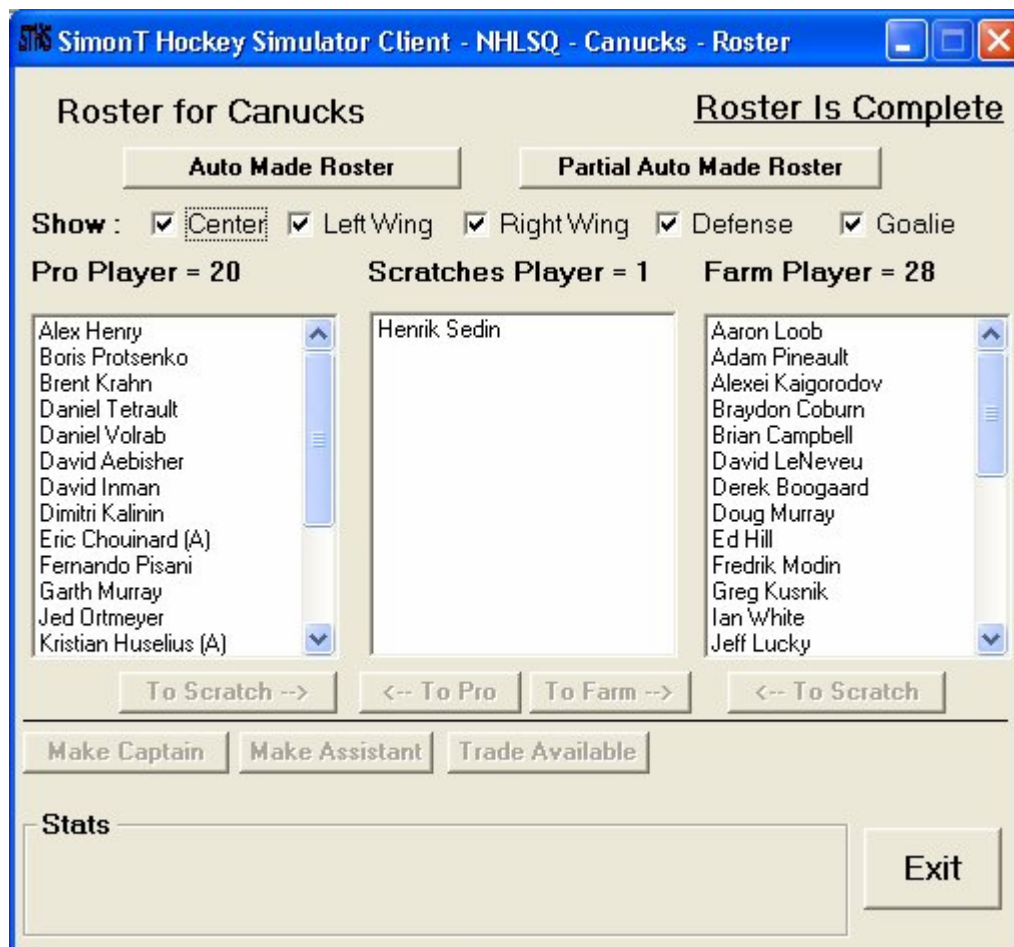 STHS SimonT Hockey Simulator Client - NHLSQ - Canucks - Roster
Roster for Canucks
Roster Is Complete
Auto Made Roster
Partial Auto Made Roster
Show : Center Left Wing Right Wing Defense Goalie
Pro Player = 20
Scratches Player = 1
Farm Player = 28
Alex Henry
Boris Protsenko
Brent Krahn
Daniel Tetrault
Daniel Volrab
David Aebisher
David Inman
Dimitri Kalinin
Eric Chouinard (A)
Fernando Pisani
Garth Murray
Jed Ortmeyer
Kristian Huselius (A)
Henrik Sedin
Aaron Loob
Adam Pineault
Alexei Kaigorodov
Braydon Coburn
Brian Campbell
David LeNeveu
Derek Boogaard
Doug Murray
Ed Hill
Fredrik Modin
Greg Kusnik
Ian White
Jeff Lucky
To Scratch -->
<-- To Pro
To Farm -->
<-- To Scratch
Make Captain
Make Assistant
Trade Available
Stats
Exit